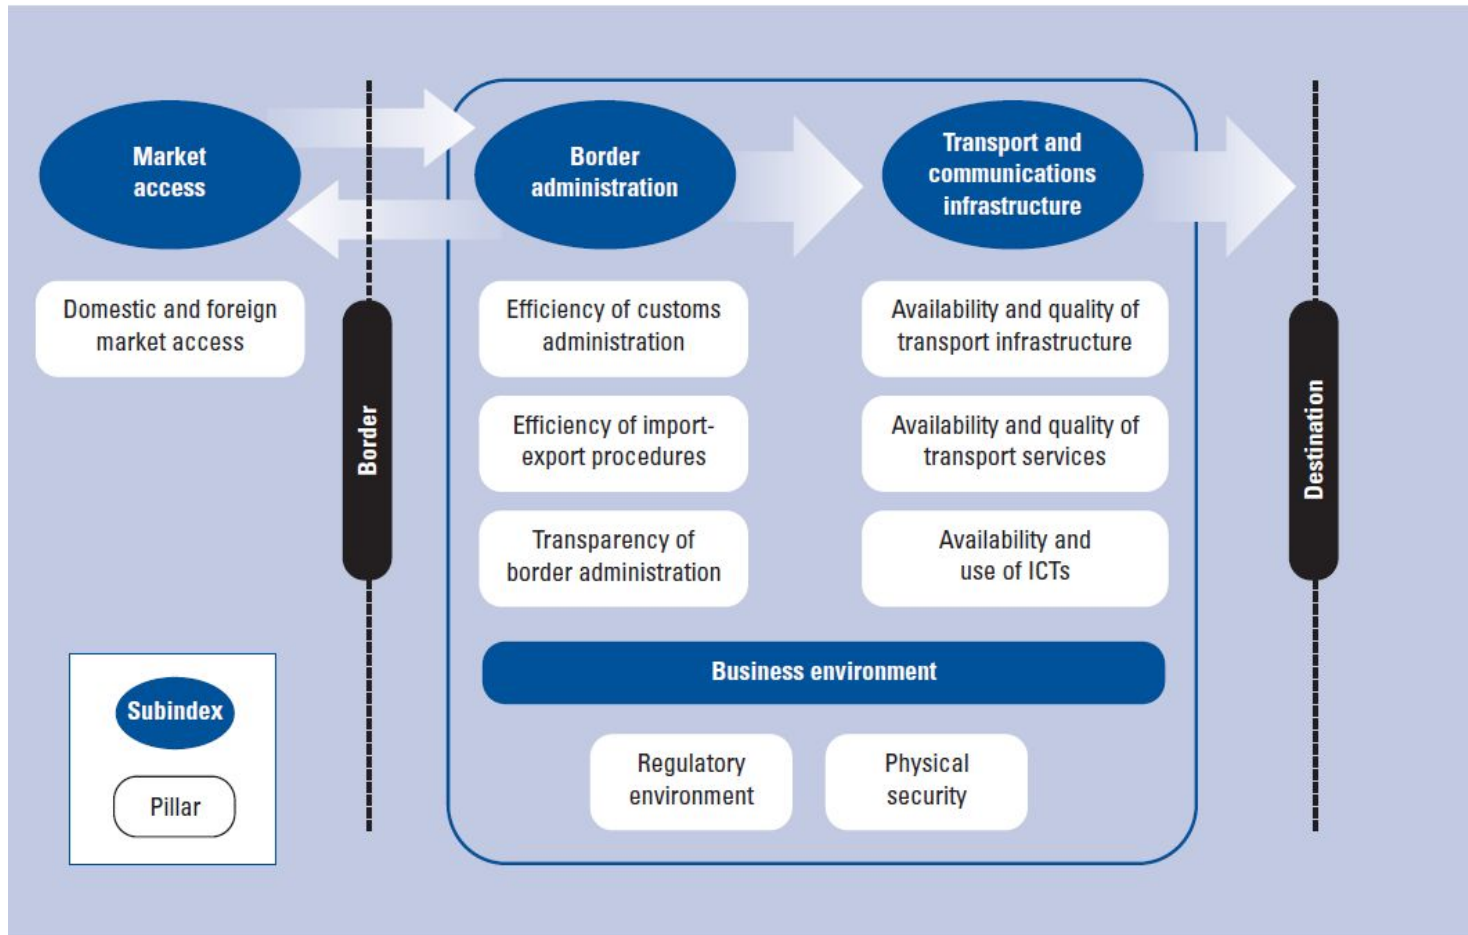 Market
access
Border
administration
Transport and
communications
infrastructure
Domestic and foreign
market access
Efficiency of customs
administration
Availability and quality of
transport infrastructure
Efficiency of import-
export procedures
Availability and quality of
transport services
Transparency of
border administration
Availability and
use of ICTs
Border
Destination
Business environment
Regulatory
environment
Physical
security
Subindex
Pillar